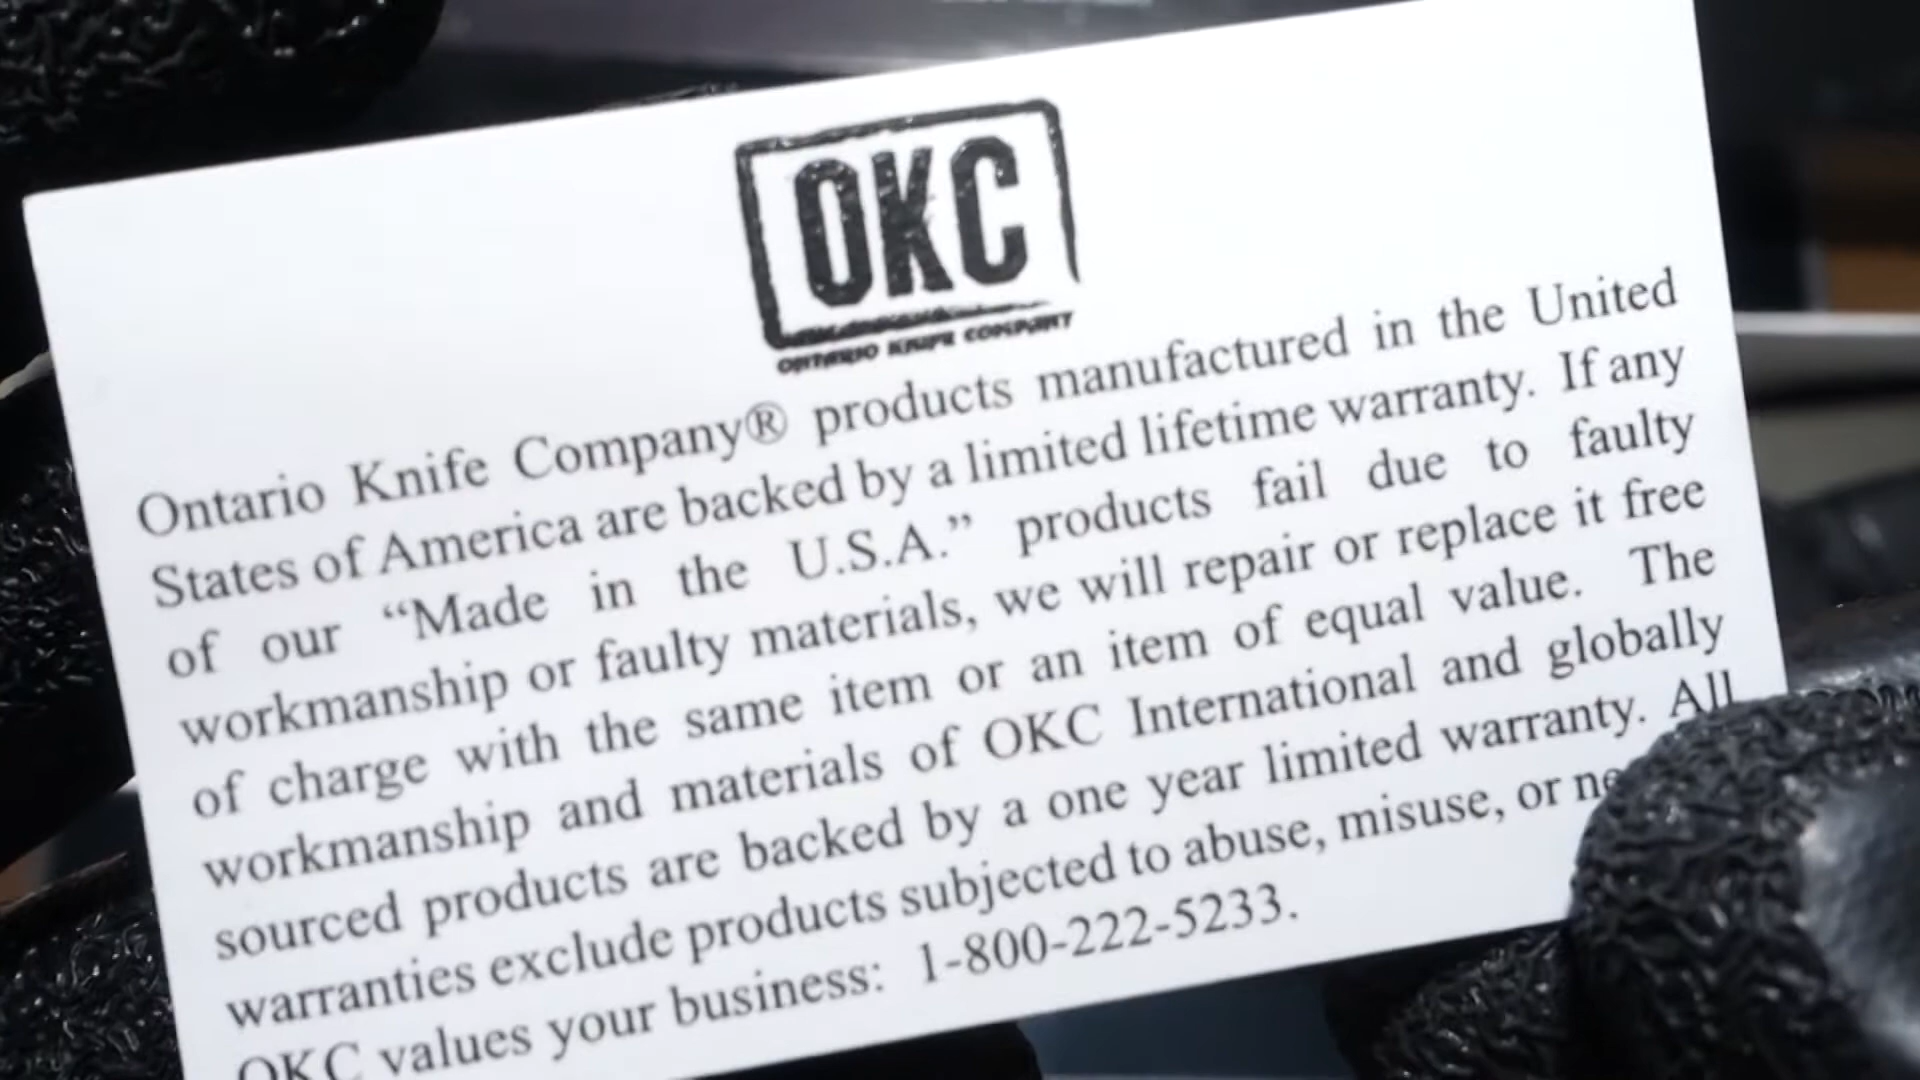 OKC
ONTARIO KNIFE COMPANY
Ontario Knife Company® products manufactured in the United
States of America are backed by a limited lifetime warranty. If any
of our “Made in the U.S.A.” products fail due to faulty
workmanship or faulty materials, we will repair or replace it free
of charge with the same item or an item of equal value. The
workmanship and materials of OKC International and globally
sourced products are backed by a one year limited warranty. All
warranties exclude products subjected to abuse, misuse, or
OKC values your business: 1-800-222-5233.